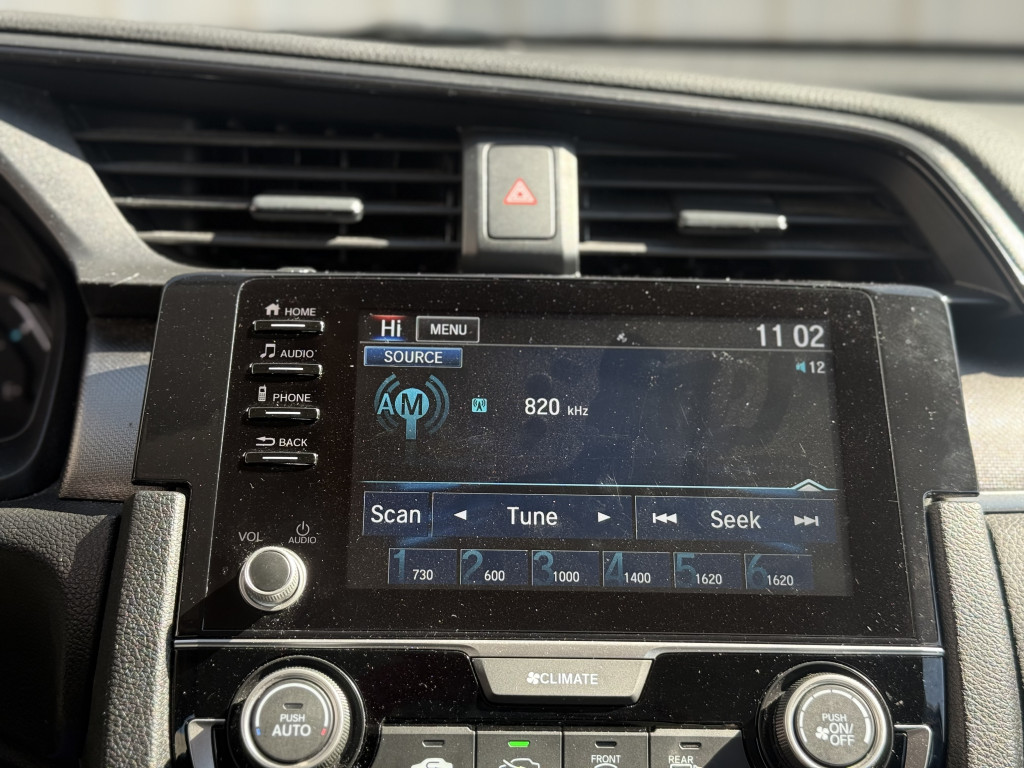 HOME
Hi MENU
11 02
AUDIO
SOURCE
12
PHONE
AM
820 kHz
BACK
Scan Tune Seek
VOL
AUDIO
1 730 2 600 3 1000 4 1400 5 1620 6 1620
CLIMATE
PUSH
AUTO
PUSH
ON/
OFF
FRONT
REAR